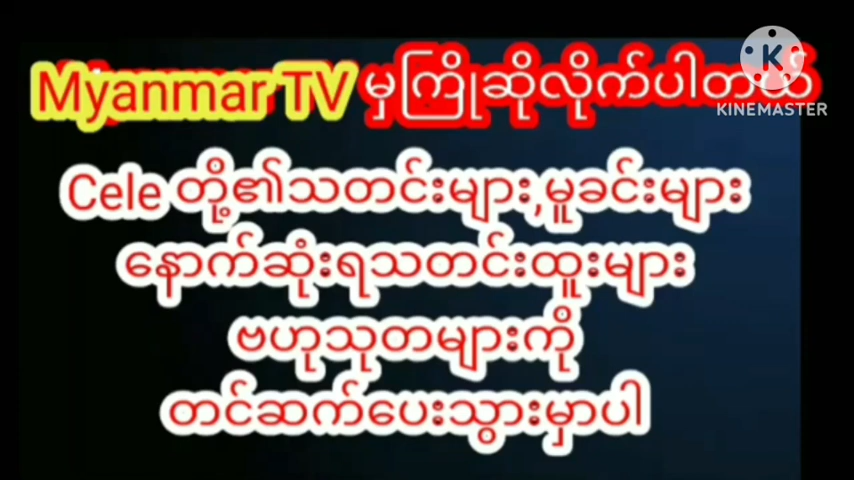 Myanmar TV မှကြိုဆိုလိုက်ပါတယ်
KINEMASTER
Cele တို့၏သတင်းများ,မူခင်းများ
နောက်ဆုံးရသတင်းထူးများ
ဗဟုသုတများကို
တင်ဆက်ပေးသွားမှာပါ